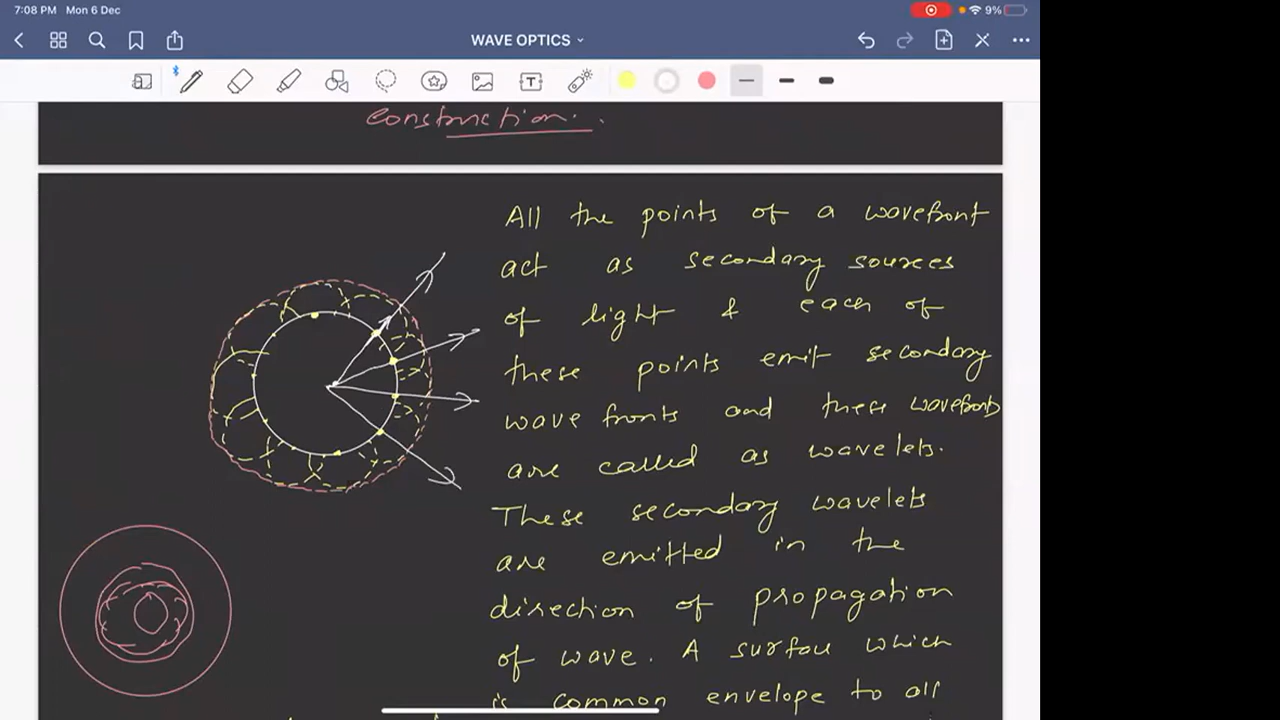 7:08 PM Mon 6 Dec
9%
WAVE OPTICS
Construction.
All the points of a wavefront
act as secondary sources
of light & each of
these points emit secondary
wave fronts and these wavefronts
are called as wavelets.
These secondary wavelets
are emitted in the
direction of propagation
of wave. A surface which
is common envelope to all